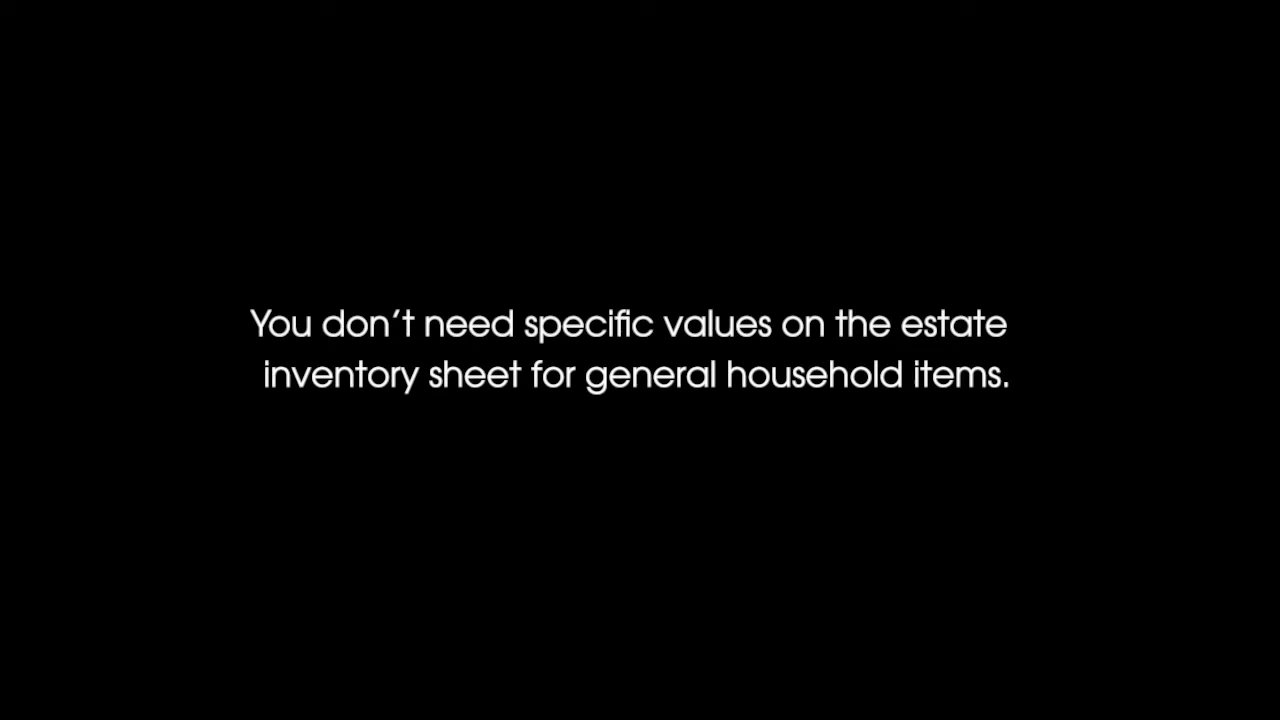 You don’t need specific values on the estate
inventory sheet for general household items.